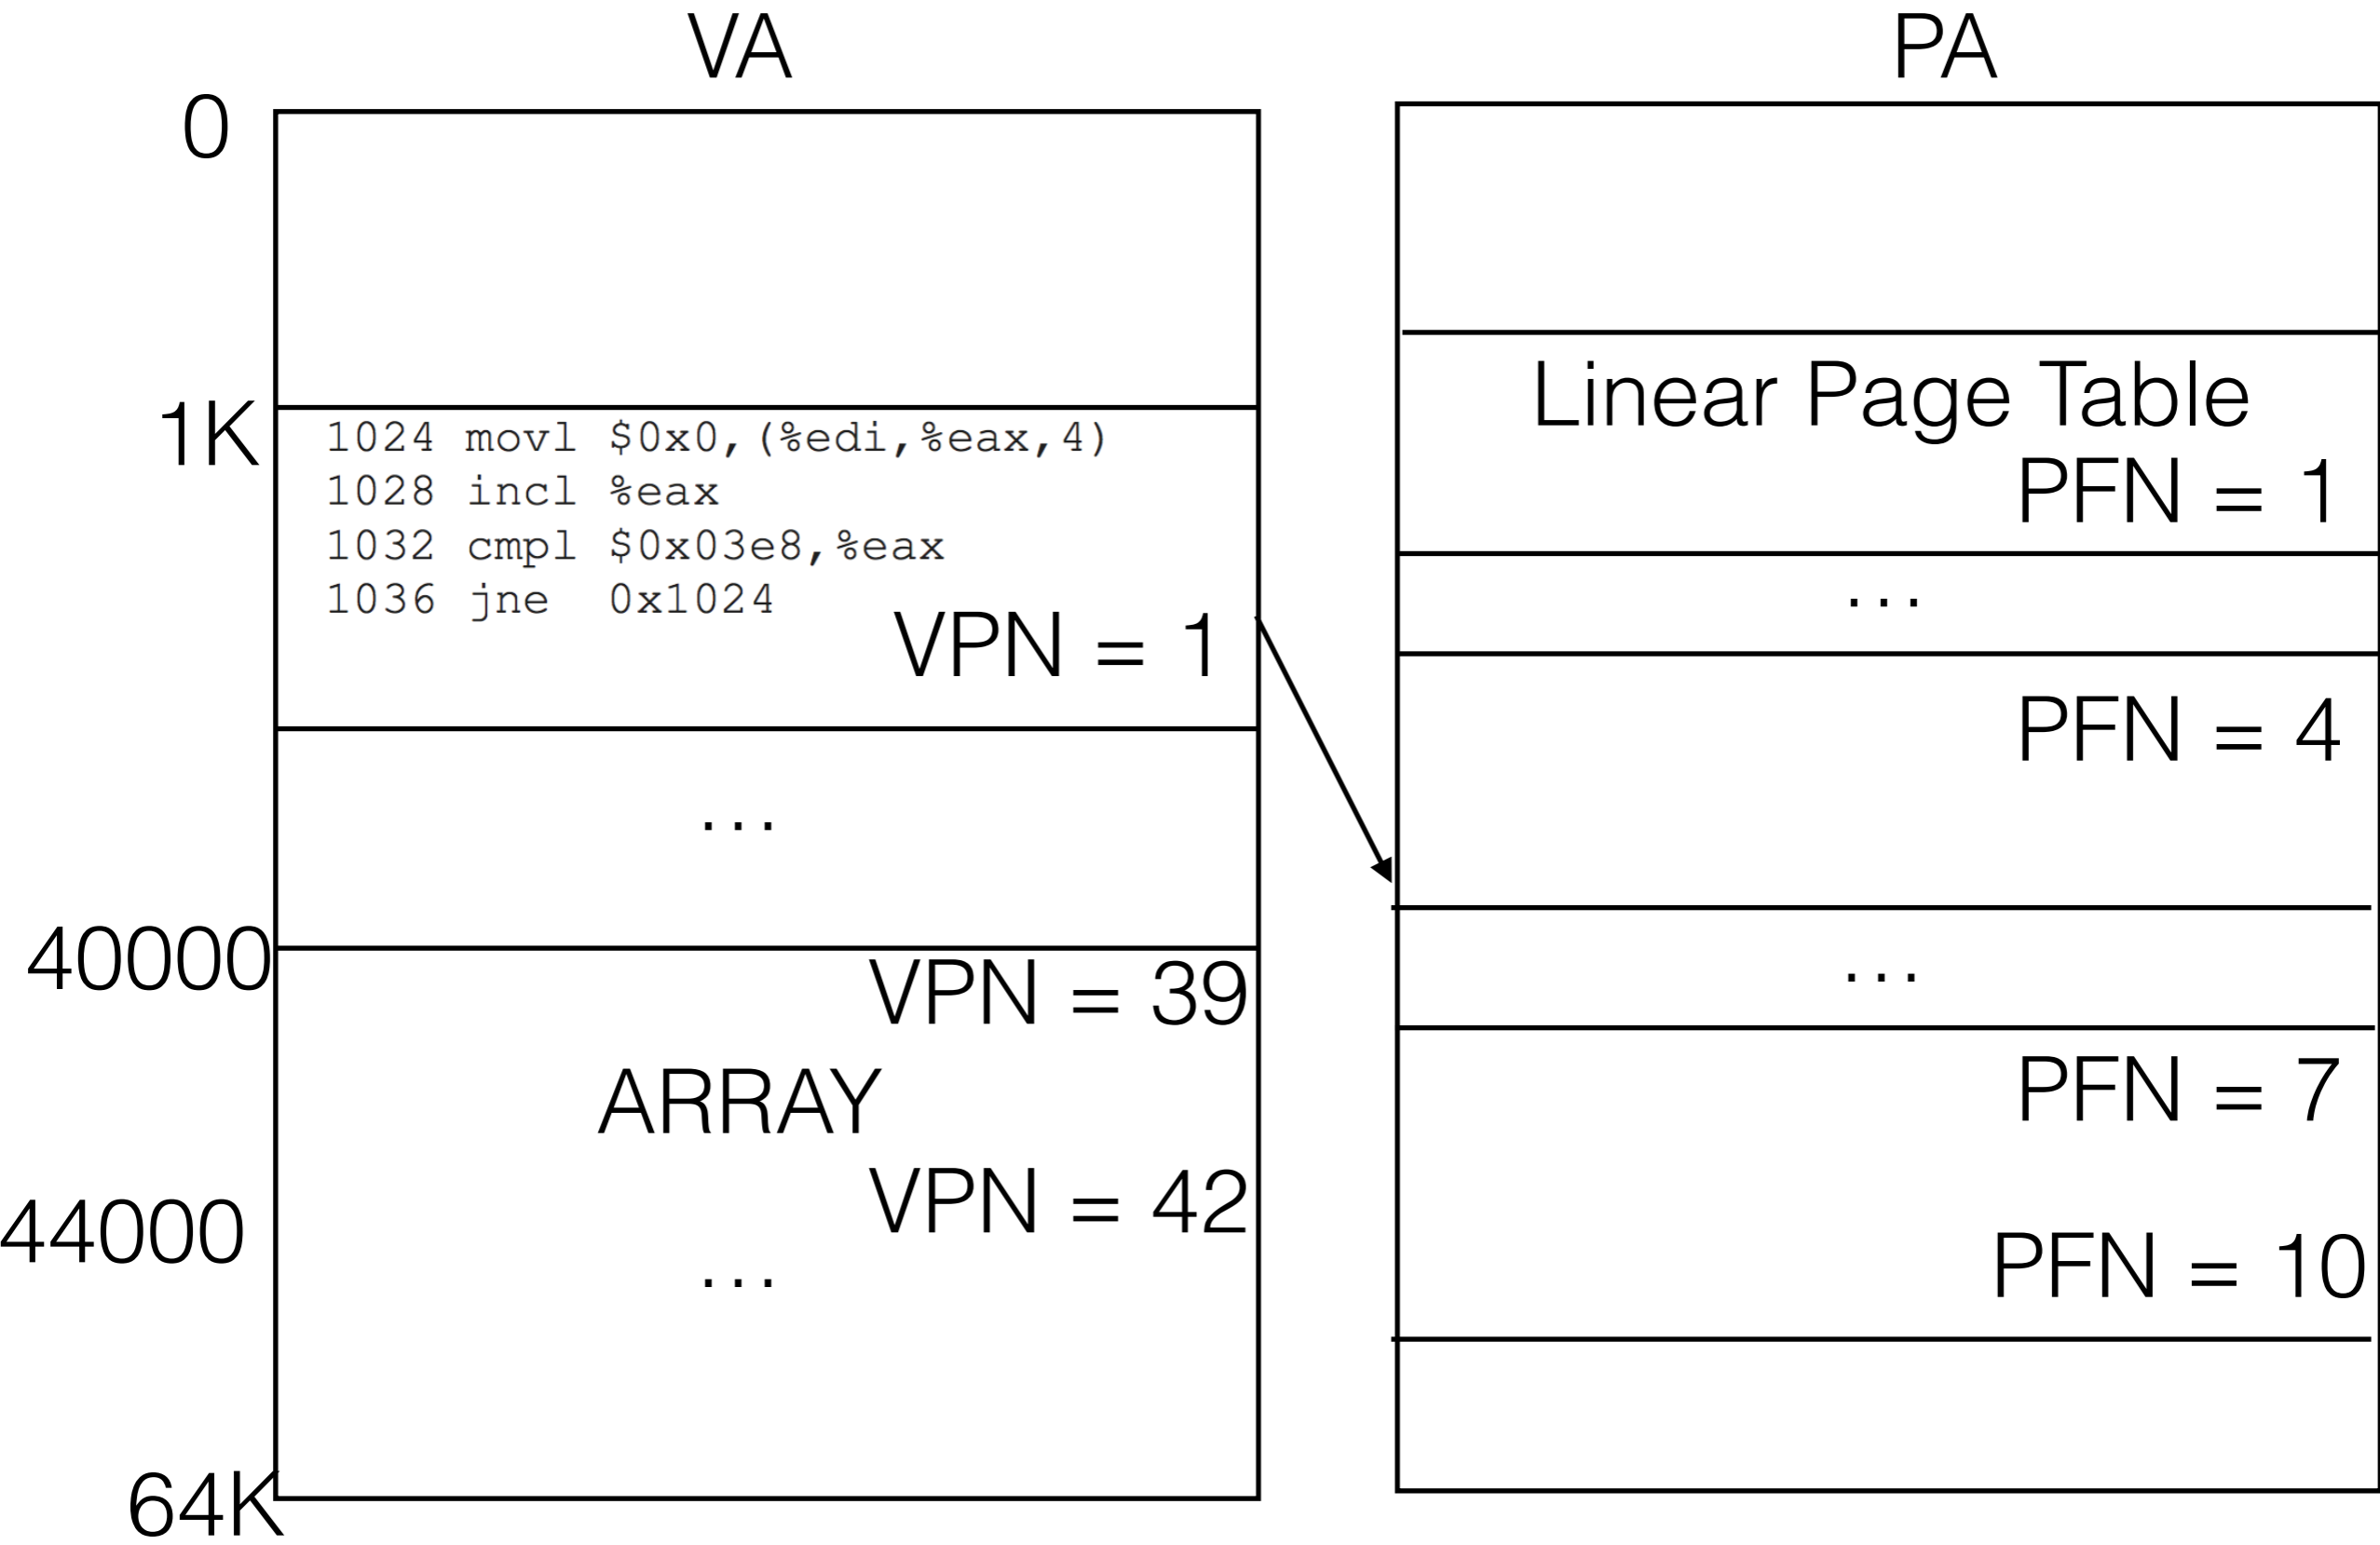 VA
0
1K
1024 movl $0x0,(%edi,%eax,4)
1028 incl %eax
1032 cmpl $0x03e8,%eax
1036 jne 0x1024
VPN = 1
...
40000
VPN = 39
ARRAY
VPN = 42
44000
...
64K
PA
Linear Page Table
PFN = 1
...
PFN = 4
...
PFN = 7
PFN = 10